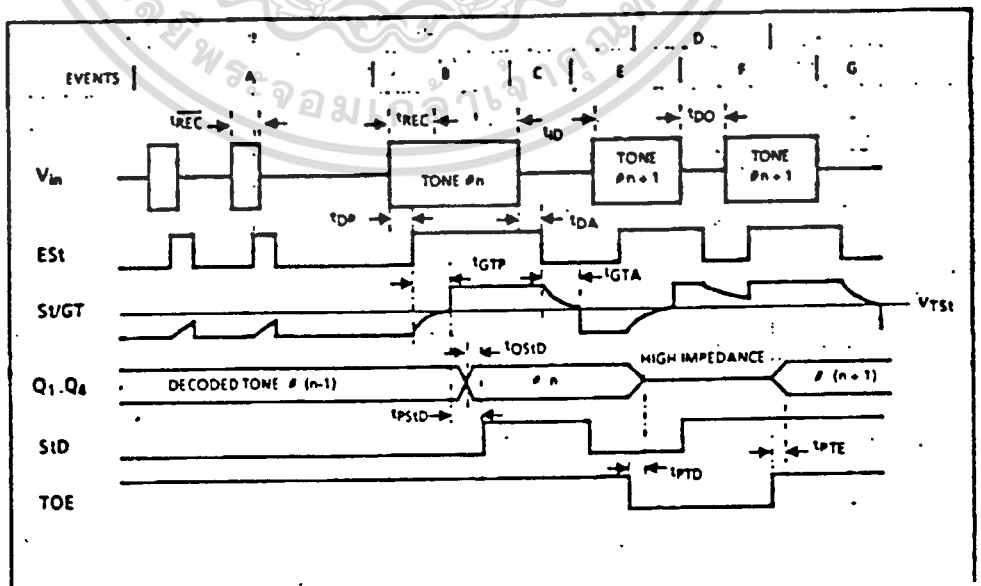 D
EVENTS A B C E F G
tREC tREC tID tDO
Vin TONE #n TONE #n + 1 TONE #n + 1
tDP tDA
ESt
tGTP tGTA
St/GT VTSt
tQStD HIGH IMPEDANCE
Q1-Q4 DECODED TONE # (n-1) # n # (n + 1)
tPStD
StD
tPTD tPTE
TOE